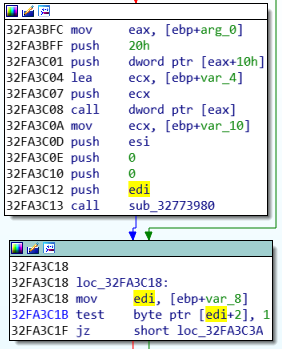 32FA3BFC mov eax, [ebp+arg_0]
32FA3BFF push 20h
32FA3C01 push dword ptr [eax+10h]
32FA3C04 lea ecx, [ebp+var_4]
32FA3C07 push ecx
32FA3C08 call dword ptr [eax]
32FA3C0A mov ecx, [ebp+var_10]
32FA3C0D push esi
32FA3C0E push 0
32FA3C10 push 0
32FA3C12 push edi
32FA3C13 call sub_32773980
32FA3C18
32FA3C18 loc_32FA3C18:
32FA3C18 mov edi, [ebp+var_8]
32FA3C1B test byte ptr [edi+2], 1
32FA3C1F jz short loc_32FA3C3A